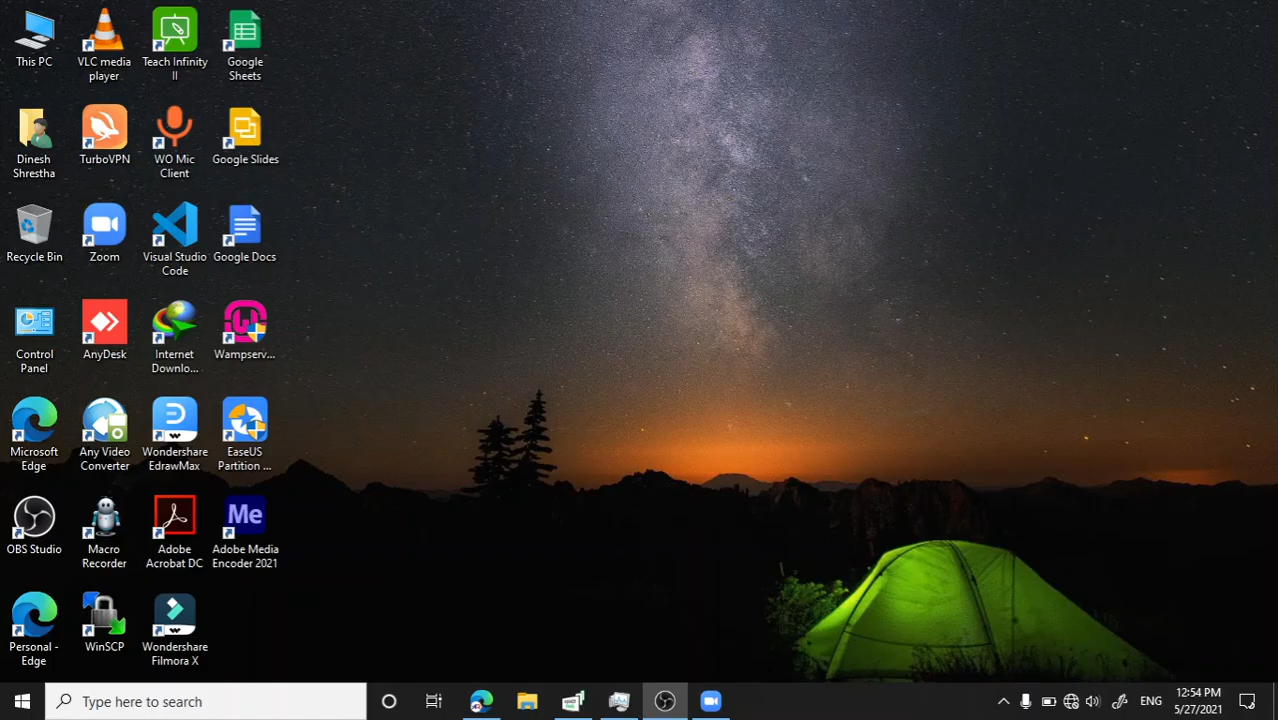 This PC
VLC media
player
Teach Infinity
II
Google
Sheets
Dinesh
Shrestha
TurboVPN
WO Mic
Client
Google Slides
Recycle Bin
Zoom
Visual Studio
Code
Google Docs
Control
Panel
AnyDesk
Internet
Downlo...
Wampserv...
Microsoft
Edge
Any Video
Converter
Wondershare
EdrawMax
EaseUS
Partition ...
OBS Studio
Macro
Recorder
Adobe
Acrobat DC
Me
Adobe Media
Encoder 2021
Personal -
Edge
WinSCP
Wondershare
Filmora X
Type here to search
ENG
12:54 PM
5/27/2021